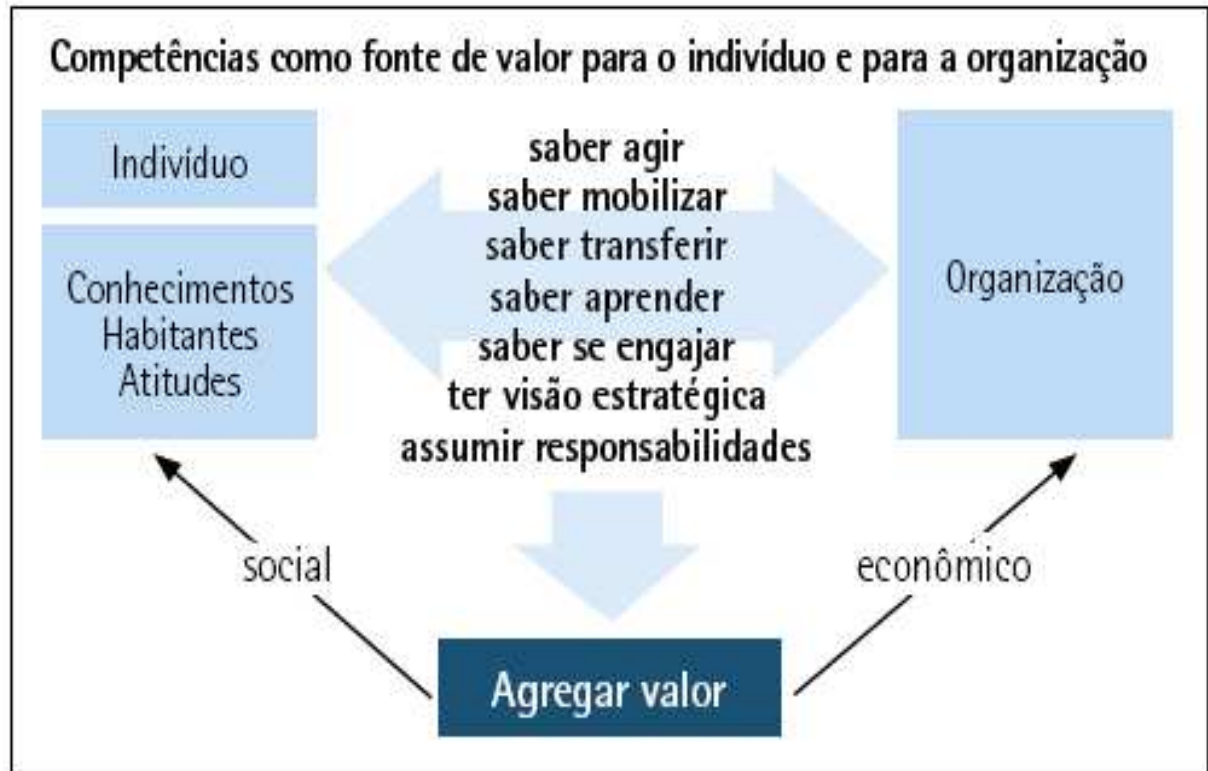 Competências como fonte de valor para o indivíduo e para a organização
Indivíduo
Conhecimentos
Habitantes
Atitudes
saber agir
saber mobilizar
saber transferir
saber aprender
saber se engajar
ter visão estratégica
assumir responsabilidades
Organização
social
econômico
Agregar valor